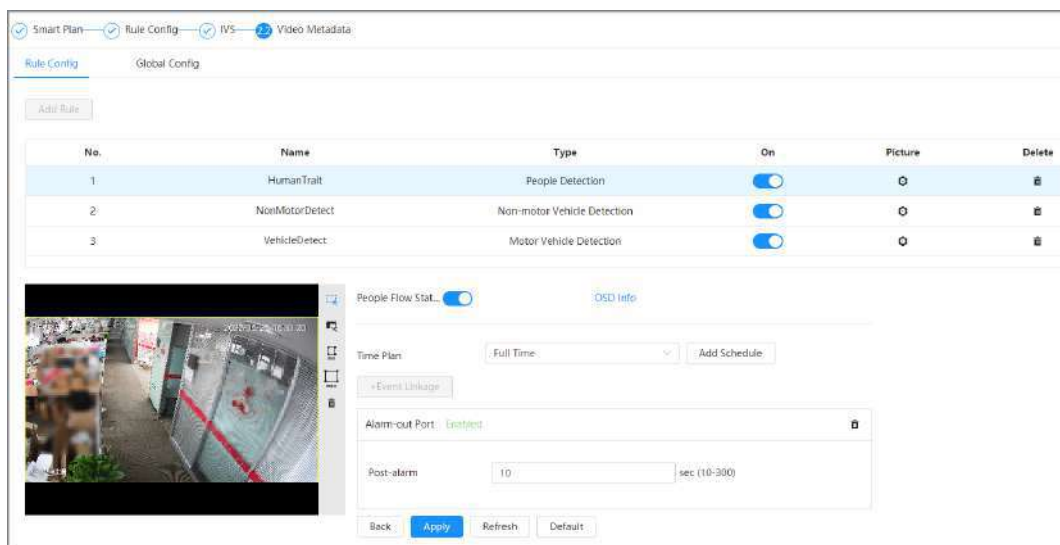 Smart Plan Rule Config IVS 2.2 Video Metadata
Rule Config Global Config
Add Rule
No. Name Type On Picture Delete
1 HumanTrait People Detection
2 NonMotorDetect Non-motor Vehicle Detection
3 VehicleDetect Motor Vehicle Detection
People Flow Stat... OSD Info
Time Plan Full Time Add Schedule
+Event Linkage
Alarm-out Port Enabled
Post-alarm 10 sec (10-300)
Back Apply Refresh Default